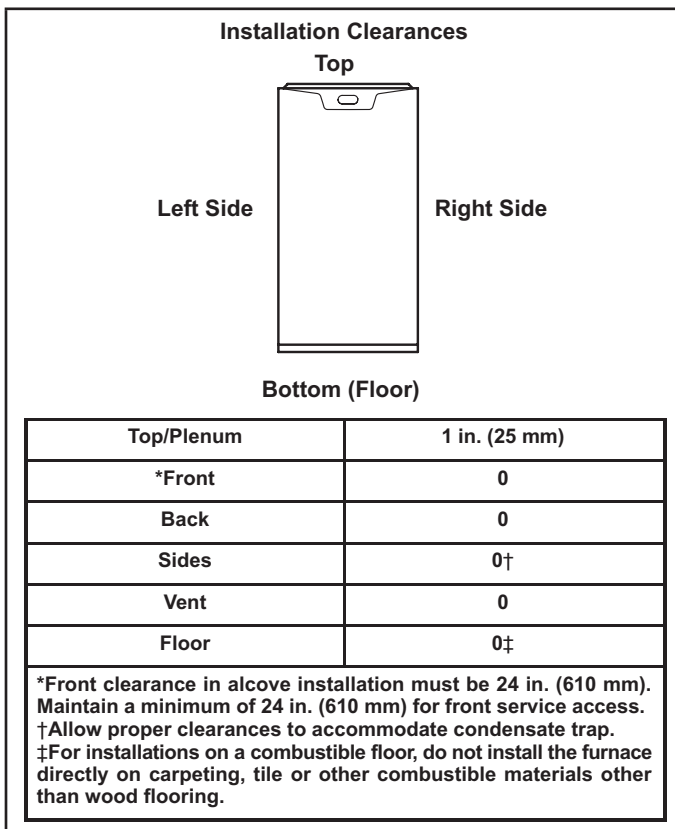 Installation Clearances
Top
Left Side
Right Side
Bottom (Floor)
Top/Plenum 1 in. (25 mm)
*Front 0
Back 0
Sides 0†
Vent 0
Floor 0‡
*Front clearance in alcove installation must be 24 in. (610 mm).
Maintain a minimum of 24 in. (610 mm) for front service access.
†Allow proper clearances to accommodate condensate trap.
‡For installations on a combustible floor, do not install the furnace
directly on carpeting, tile or other combustible materials other
than wood flooring.